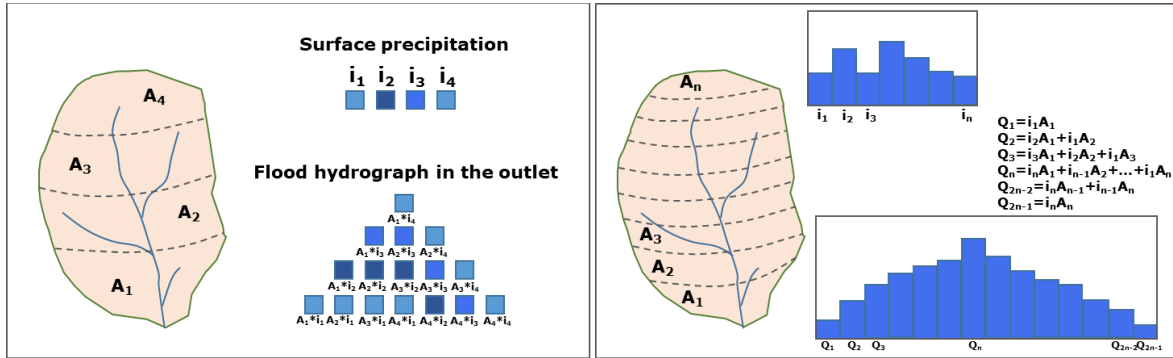 Surface precipitation
i₁ i₂ i₃ i₄
A₄
A₃
A₂
A₁
Flood hydrograph in the outlet
A₁*i₄
A₁*i₃ A₂*i₃ A₂*i₄
A₁*i₂ A₂*i₂ A₃*i₂ A₃*i₃ A₃*i₄
A₁*i₁ A₂*i₁ A₃*i₁ A₄*i₁ A₄*i₂ A₄*i₃ A₄*i₄
Aₙ
A₃
A₂
A₁
i₁ i₂ i₃ iₙ
Q₁=i₁A₁
Q₂=i₂A₁+i₁A₂
Q₃=i₃A₁+i₂A₂+i₁A₃
Qₙ=iₙA₁+iₙ₋₁A₂+...+i₁Aₙ
Q₂ₙ₋₂=iₙAₙ₋₁+iₙ₋₁Aₙ
Q₂ₙ₋₁=iₙAₙ
Q₁ Q₂ Q₃ Qₙ Q₂ₙ₋₂ Q₂ₙ₋₁